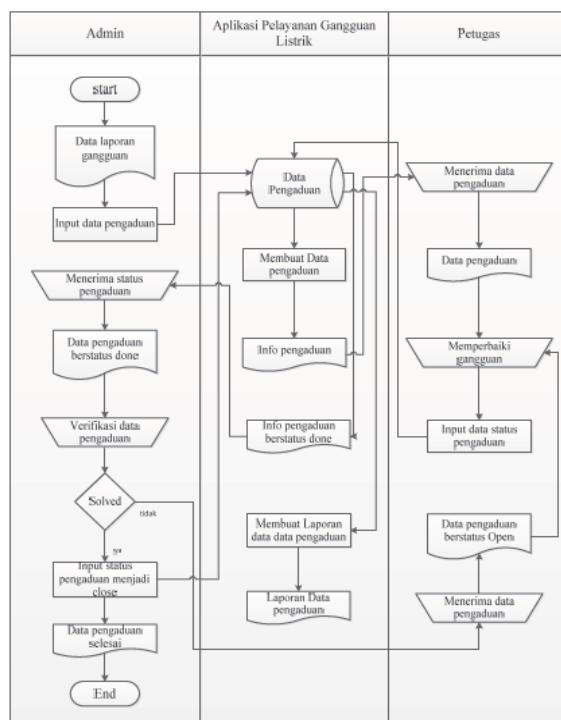 Admin
Aplikasi Pelayanan Gangguan
Listrik
Petugas
start
Data laporan
gangguan
Input data pengaduan
Menerima status
pengaduan
Data pengaduan
berstatus done
Verifikasi data
pengaduan
Solved
tidak
ya
Input status
pengaduan menjadi
close
Data pengaduan
selesai
End
Data
Pengaduan
Membuat Data
pengaduan
Info pengaduan
Info pengaduan
berstatus done
Membuat Laporan
data data pengaduan
Laporan Data
pengaduan
Menerima data
pengaduan
Data pengaduan
Memperbaiki
gangguan
Input data status
pengaduan
Data pengaduan
berstatus Open
Menerima data
pengaduan